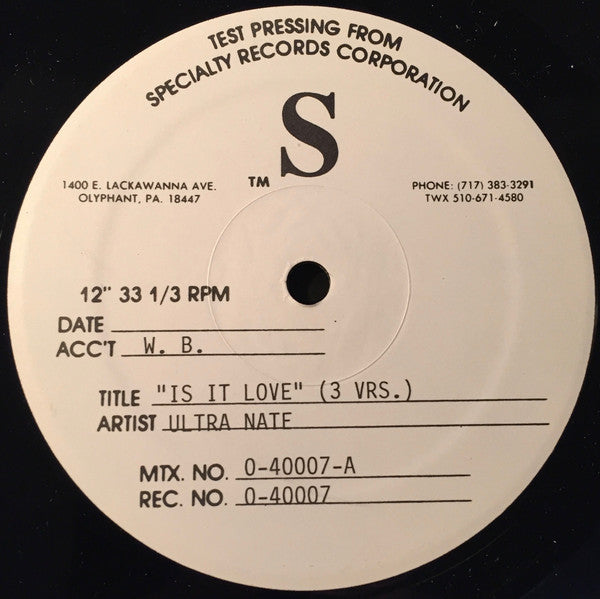 TEST PRESSING FROM
SPECIALTY RECORDS CORPORATION
S
TM
1400 E. LACKAWANNA AVE.
OLYPHANT, PA. 18447
PHONE: (717) 383-3291
TWX 510-671-4580
12" 33 1/3 RPM
DATE
ACC'T W. B.
TITLE "IS IT LOVE" (3 VRS.)
ARTIST ULTRA NATE
MTX. NO. 0-40007-A
REC. NO. 0-40007